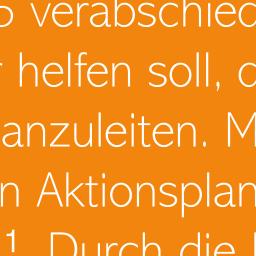 verabschied
helfen soll,
anzuleiten. M
n Aktionsplan
1. Durch die